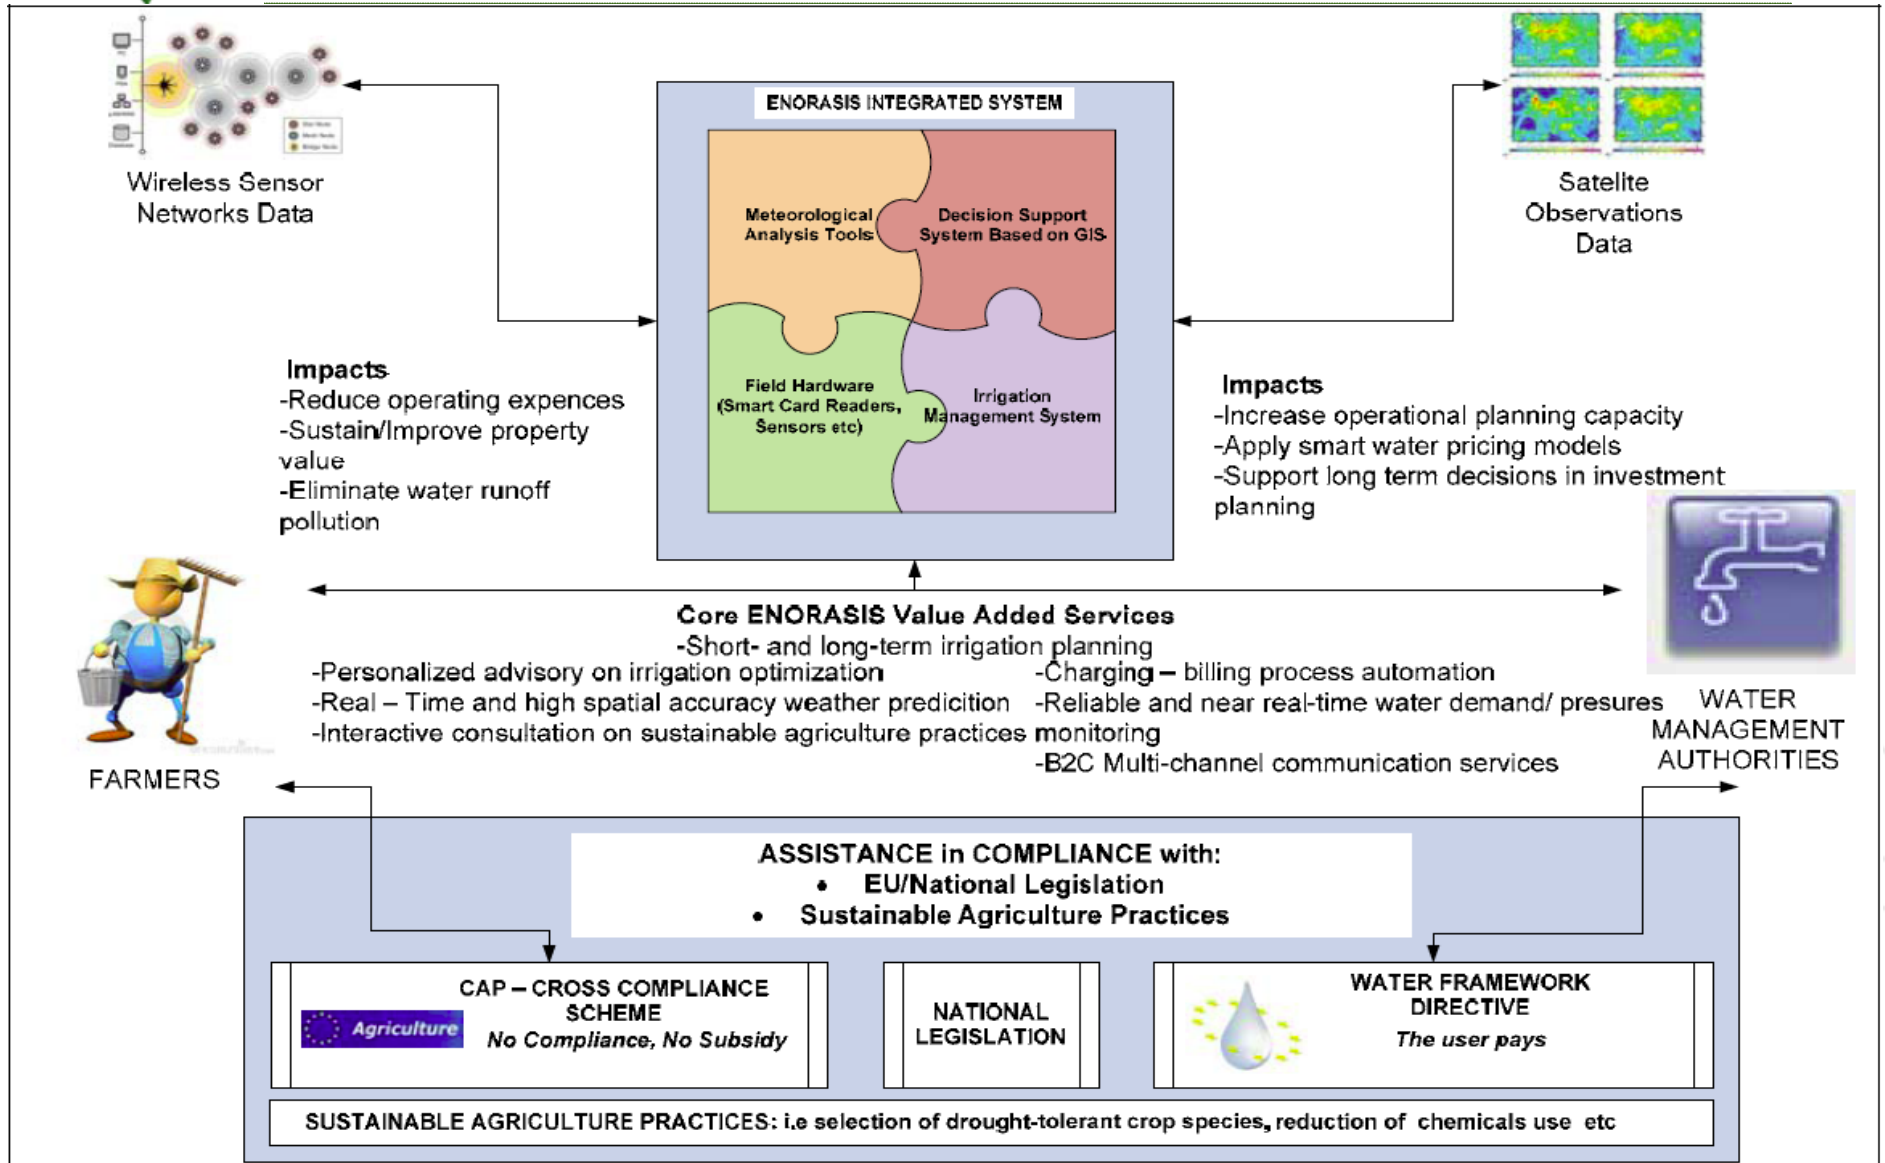 ENORASIS INTEGRATED SYSTEM
Wireless Sensor
Networks Data
Satelite
Observations
Data
Meteorological
Analysis Tools
Decision Support
System Based on GIS
Field Hardware
(Smart Card Readers,
Sensors etc)
Irrigation
Management System
Impacts
-Reduce operating expences
-Sustain/Improve property
value
-Eliminate water runoff
pollution
Impacts
-Increase operational planning capacity
-Apply smart water pricing models
-Support long term decisions in investment
planning
Core ENORASIS Value Added Services
-Short- and long-term irrigation planning
-Personalized advisory on irrigation optimization
-Real – Time and high spatial accuracy weather predicition
-Interactive consultation on sustainable agriculture practices
-Charging – billing process automation
-Reliable and near real-time water demand/ presures
monitoring
-B2C Multi-channel communication services
FARMERS
WATER
MANAGEMENT
AUTHORITIES
ASSISTANCE in COMPLIANCE with:
• EU/National Legislation
• Sustainable Agriculture Practices
CAP – CROSS COMPLIANCE
SCHEME
No Compliance, No Subsidy
Agriculture
NATIONAL
LEGISLATION
WATER FRAMEWORK
DIRECTIVE
The user pays
SUSTAINABLE AGRICULTURE PRACTICES: i.e selection of drought-tolerant crop species, reduction of chemicals use etc